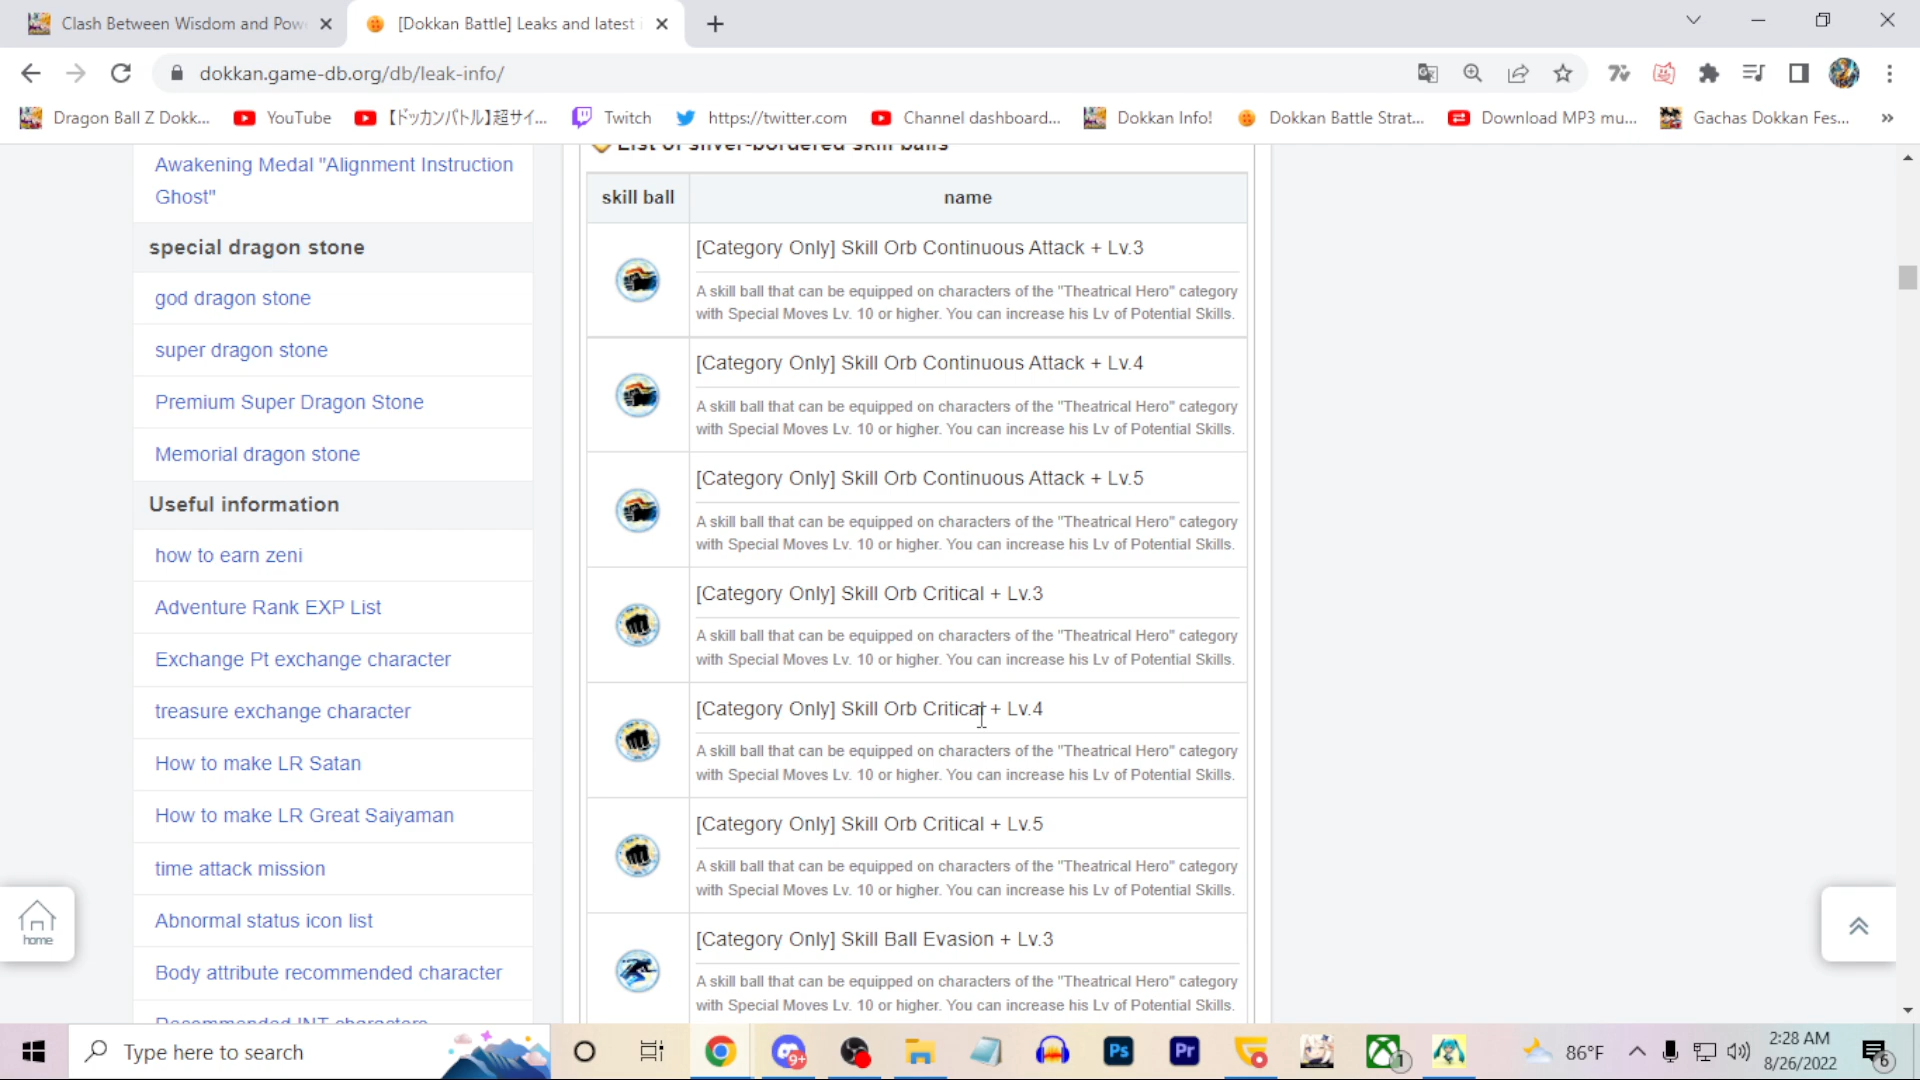 Clash Between Wisdom and Pow
[Dokkan Battle] Leaks and latest i
dokkan.game-db.org/db/leak-info/
Dragon Ball Z Dokk...
YouTube
【ドッカンバトル】超サイ...
Twitch
https://twitter.com
Channel dashboard...
Dokkan Info!
Dokkan Battle Strat...
Download MP3 mu...
Gachas Dokkan Fes...
»
Awakening Medal "Alignment Instruction
Ghost"
special dragon stone
god dragon stone
super dragon stone
Premium Super Dragon Stone
Memorial dragon stone
Useful information
how to earn zeni
Adventure Rank EXP List
Exchange Pt exchange character
treasure exchange character
How to make LR Satan
How to make LR Great Saiyaman
time attack mission
Abnormal status icon list
Body attribute recommended character
Recommended INT characters
home
List of silver-bordered skill balls
skill ball
name
[Category Only] Skill Orb Continuous Attack + Lv.3
A skill ball that can be equipped on characters of the "Theatrical Hero" category
with Special Moves Lv. 10 or higher. You can increase his Lv of Potential Skills.
[Category Only] Skill Orb Continuous Attack + Lv.4
A skill ball that can be equipped on characters of the "Theatrical Hero" category
with Special Moves Lv. 10 or higher. You can increase his Lv of Potential Skills.
[Category Only] Skill Orb Continuous Attack + Lv.5
A skill ball that can be equipped on characters of the "Theatrical Hero" category
with Special Moves Lv. 10 or higher. You can increase his Lv of Potential Skills.
[Category Only] Skill Orb Critical + Lv.3
A skill ball that can be equipped on characters of the "Theatrical Hero" category
with Special Moves Lv. 10 or higher. You can increase his Lv of Potential Skills.
[Category Only] Skill Orb Critical + Lv.4
A skill ball that can be equipped on characters of the "Theatrical Hero" category
with Special Moves Lv. 10 or higher. You can increase his Lv of Potential Skills.
[Category Only] Skill Orb Critical + Lv.5
A skill ball that can be equipped on characters of the "Theatrical Hero" category
with Special Moves Lv. 10 or higher. You can increase his Lv of Potential Skills.
[Category Only] Skill Ball Evasion + Lv.3
A skill ball that can be equipped on characters of the "Theatrical Hero" category
with Special Moves Lv. 10 or higher. You can increase his Lv of Potential Skills.
Type here to search
9+
Ps
Pr
1
86°F
2:28 AM
8/26/2022
6